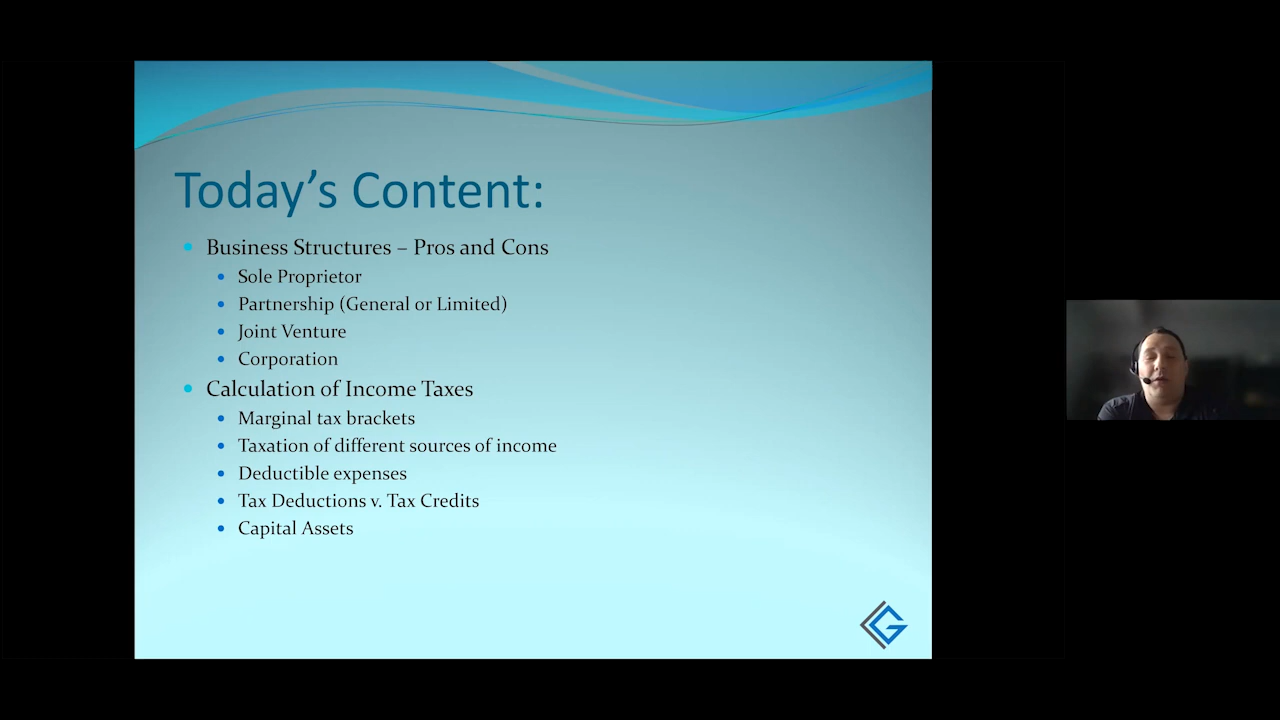 Today's Content:
Business Structures – Pros and Cons
Sole Proprietor
Partnership (General or Limited)
Joint Venture
Corporation
Calculation of Income Taxes
Marginal tax brackets
Taxation of different sources of income
Deductible expenses
Tax Deductions v. Tax Credits
Capital Assets